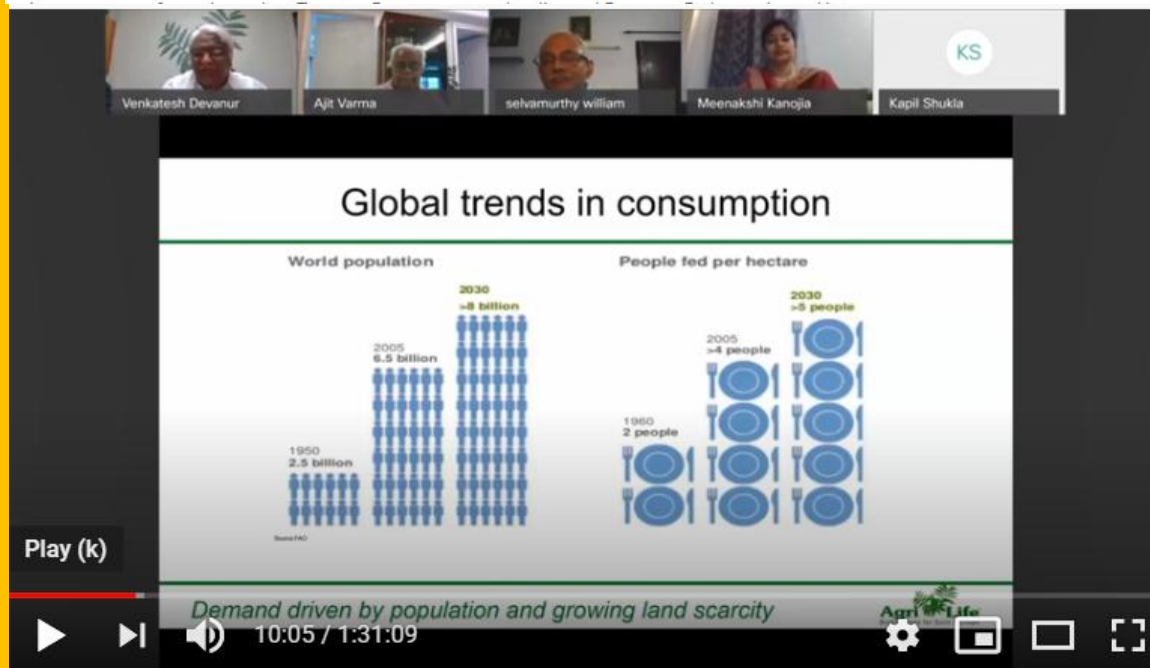 Venkatesh Devanur
Ajit Varma
selvamurthy william
Meenakshi Kanojia
KS
Kapil Shukla
Global trends in consumption
World population
1950
2.5 billion
2005
6.5 billion
2030
>8 billion
People fed per hectare
1960
2 people
2005
>4 people
2030
>5 people
Source FAO
Demand driven by population and growing land scarcity
Agri Life
Play (k)
10:05 / 1:31:09